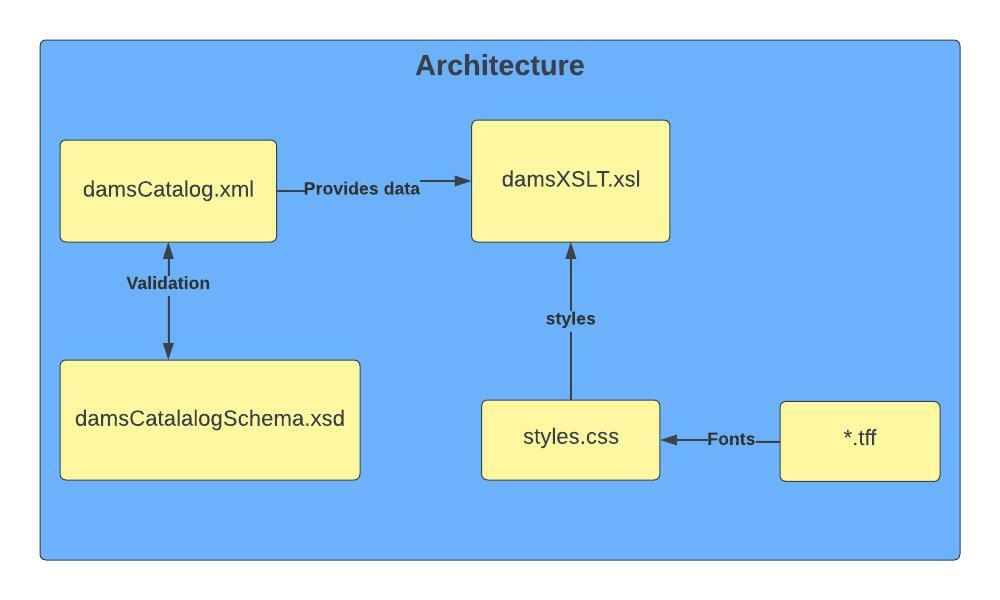 Architecture
damsCatalog.xml
Provides data
damsXSLT.xsl
Validation
styles
damsCatalalogSchema.xsd
styles.css
Fonts
*.tff